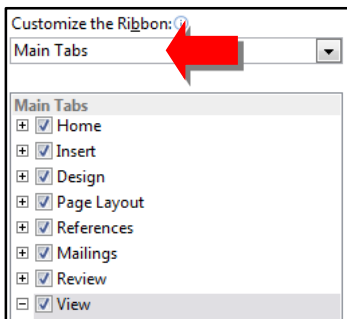 Customize the Ribbon:
Main Tabs
Main Tabs
Home
Insert
Design
Page Layout
References
Mailings
Review
View